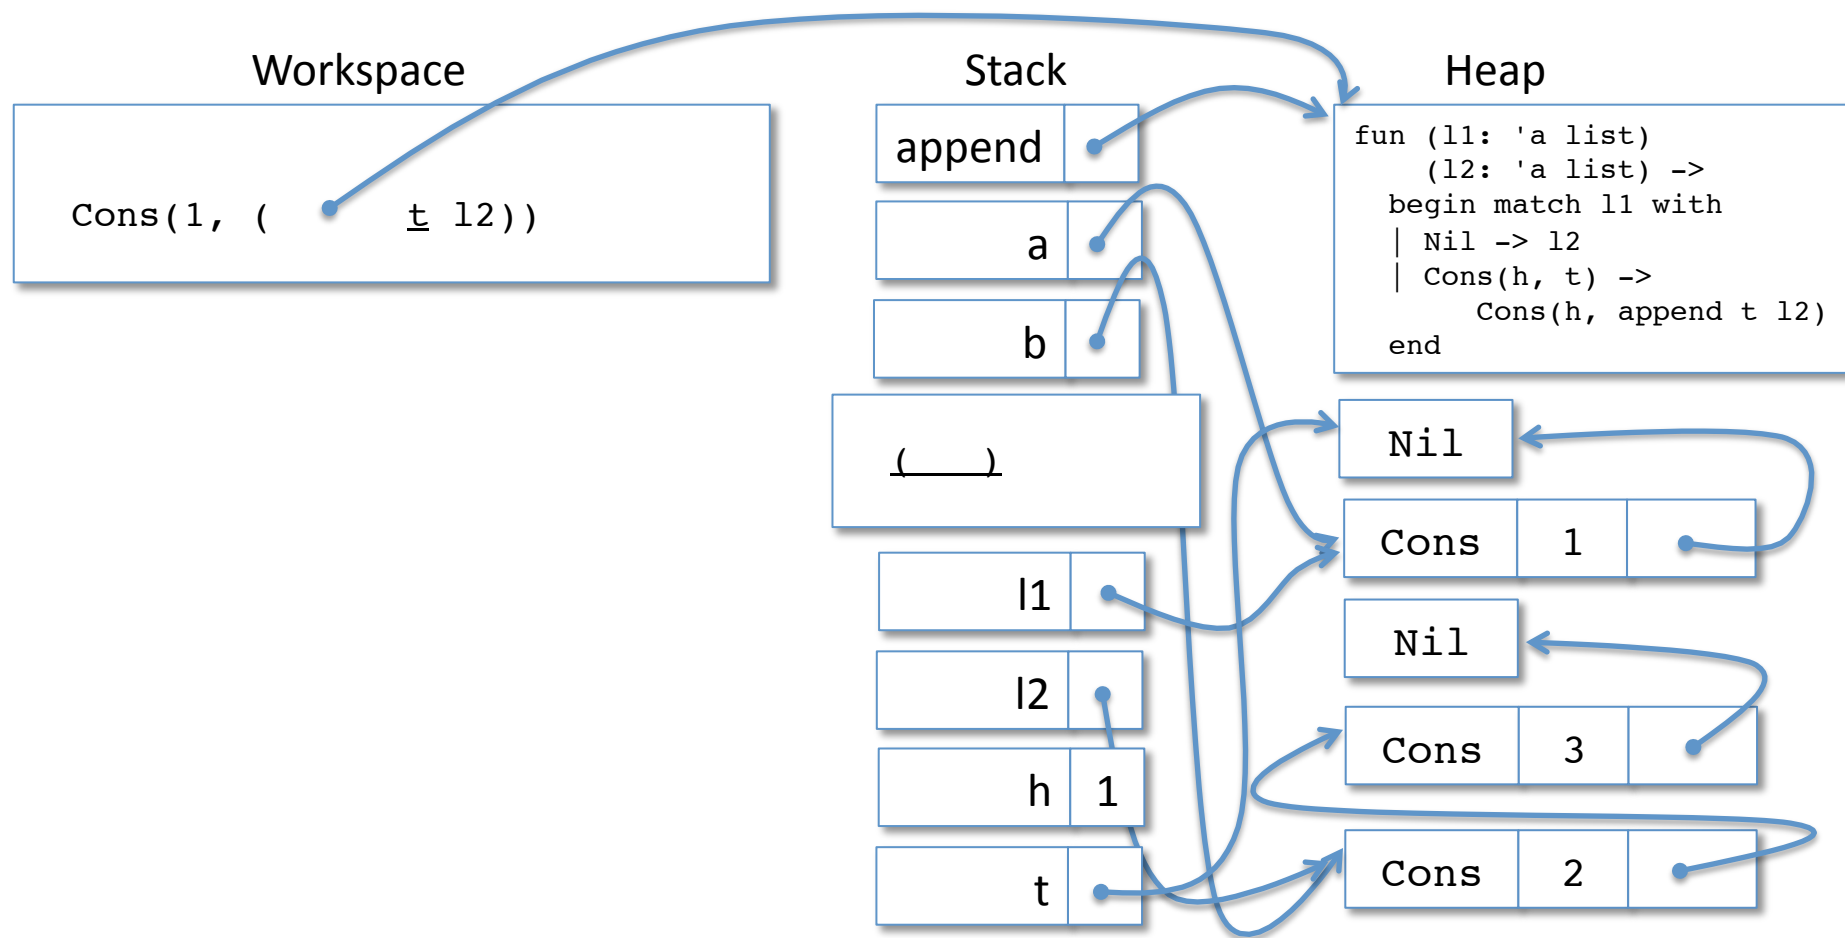 Workspace
Cons(1, ( t l2))
Stack
append
a
b
( )
l1
l2
h 1
t
Heap
fun (l1: 'a list)
(l2: 'a list) ->
begin match l1 with
| Nil -> l2
| Cons(h, t) ->
Cons(h, append t l2)
end
Nil
Cons 1
Nil
Cons 3
Cons 2